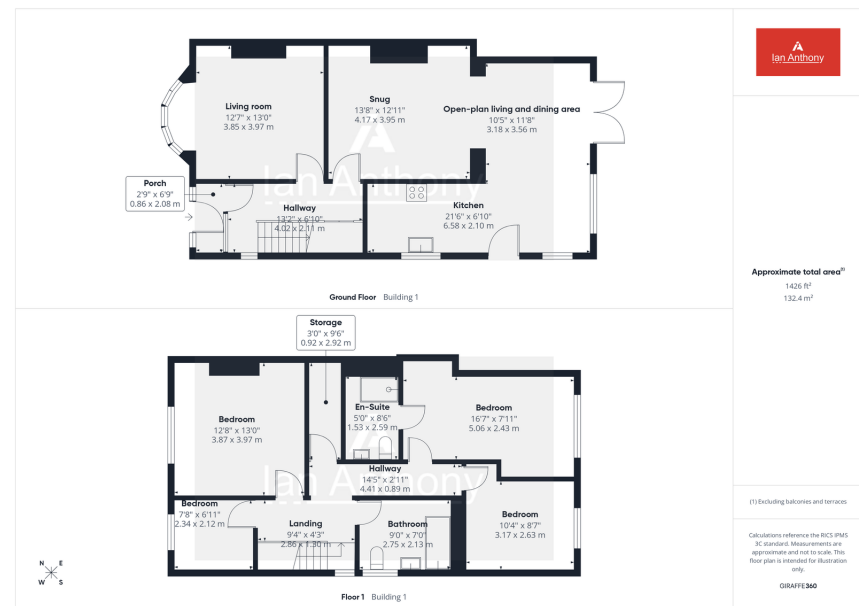 Living room
12'7" x 13'0"
3.85 x 3.97 m
Snug
13'8" x 12'11"
4.17 x 3.95 m
Open-plan living and dining area
10'5" x 11'8"
3.18 x 3.56 m
Porch
2'9" x 6'9"
0.86 x 2.08 m
Hallway
13'2" x 6'10"
4.02 x 2.11 m
Kitchen
21'6" x 6'10"
6.58 x 2.10 m
Ian Anthony
Ground Floor Building 1
Storage
3'0" x 9'6"
0.92 x 2.92 m
Bedroom
12'8" x 13'0"
3.87 x 3.97 m
En-Suite
5'0" x 8'6"
1.53 x 2.59 m
Bedroom
16'7" x 7'11"
5.06 x 2.43 m
Hallway
14'5" x 2'11"
4.41 x 0.89 m
Ian Anthony
Bedroom
7'8" x 6'11"
2.34 x 2.12 m
Landing
9'4" x 4'3"
2.86 x 1.30 m
Bathroom
9'0" x 7'0"
2.75 x 2.13 m
Bedroom
10'4" x 8'7"
3.17 x 2.63 m
N E
W S
Floor 1 Building 1
Ian Anthony
Approximate total area(1)
1426 ft²
132.4 m²
(1) Excluding balconies and terraces
Calculations reference the RICS IPMS
3C standard. Measurements are
approximate and not to scale. This
floor plan is intended for illustration
only.
GIRAFFE360